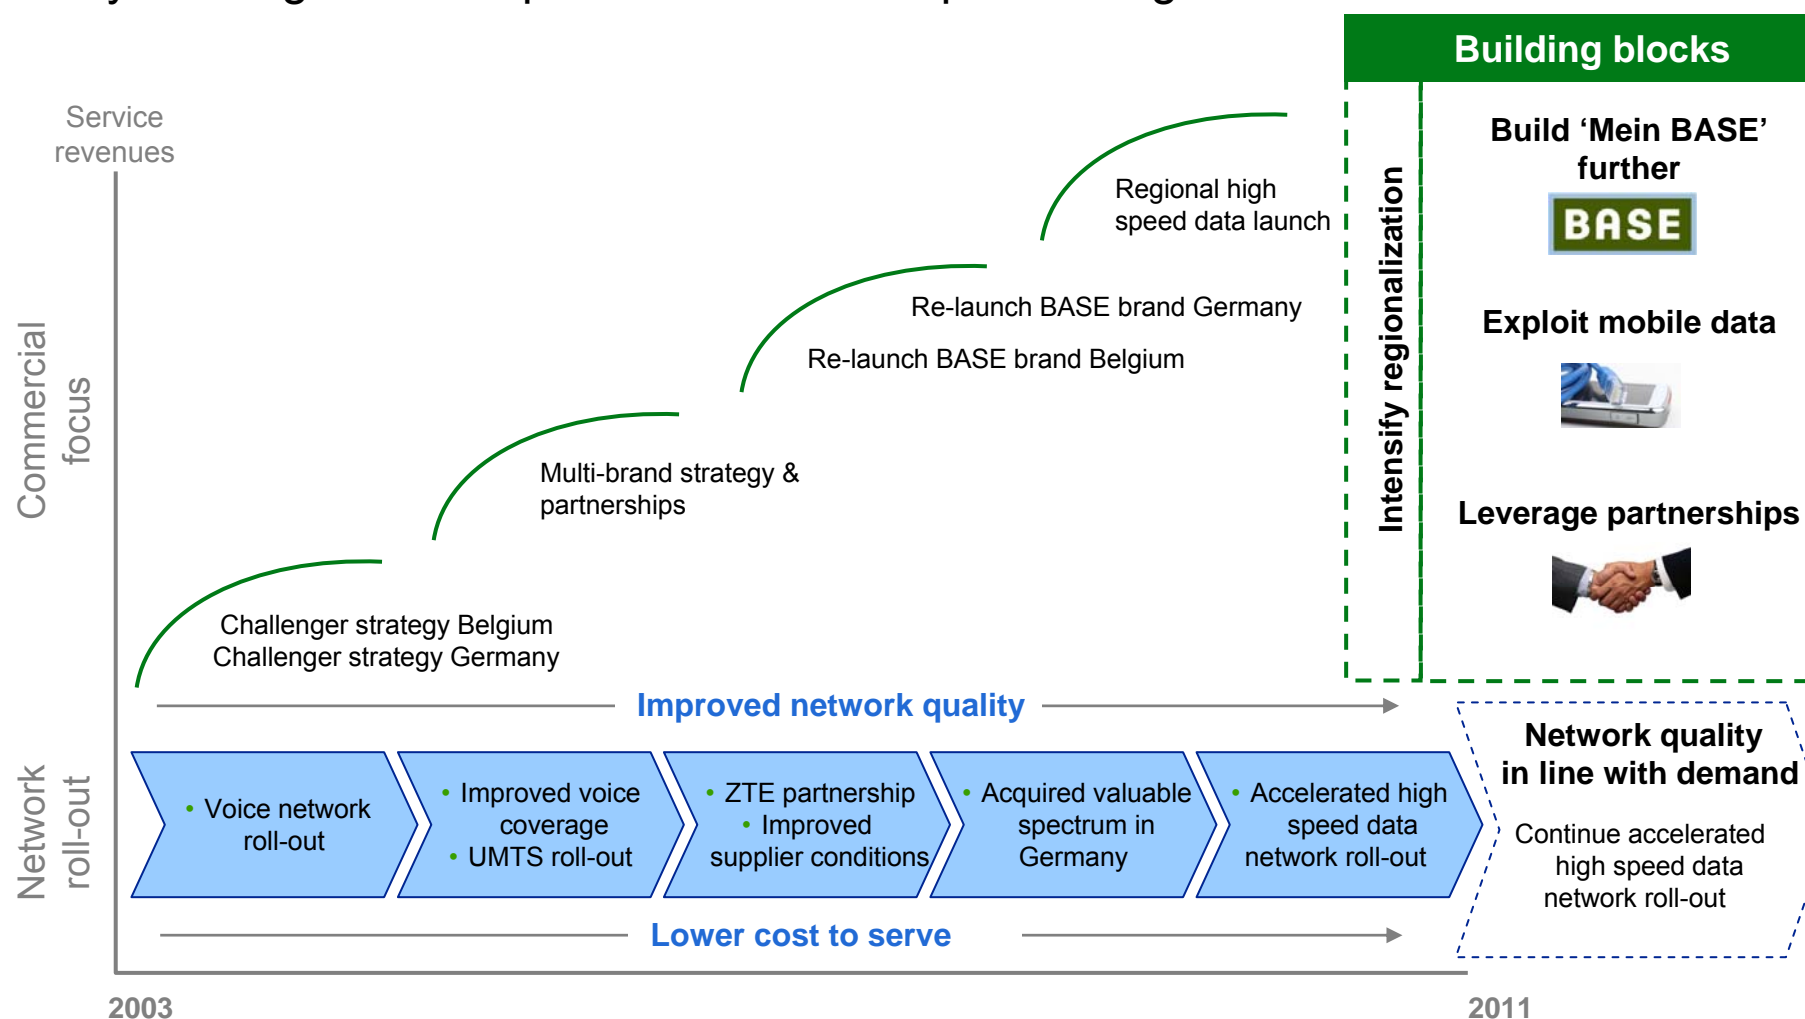 Building blocks
Service
revenues
Build ‘Mein BASE’
further
BASE
Regional high
speed data launch
Intensify regionalization
Re-launch BASE brand Germany
Exploit mobile data
Re-launch BASE brand Belgium
Commercial
focus
Multi-brand strategy &
partnerships
Leverage partnerships
Challenger strategy Belgium
Challenger strategy Germany
Improved network quality
Network
roll-out
• Voice network
roll-out
• Improved voice
coverage
• UMTS roll-out
• ZTE partnership
• Improved
supplier conditions
• Acquired valuable
spectrum in
Germany
• Accelerated high
speed data
network roll-out
Network quality
in line with demand
Continue accelerated
high speed data
network roll-out
Lower cost to serve
2003
2011